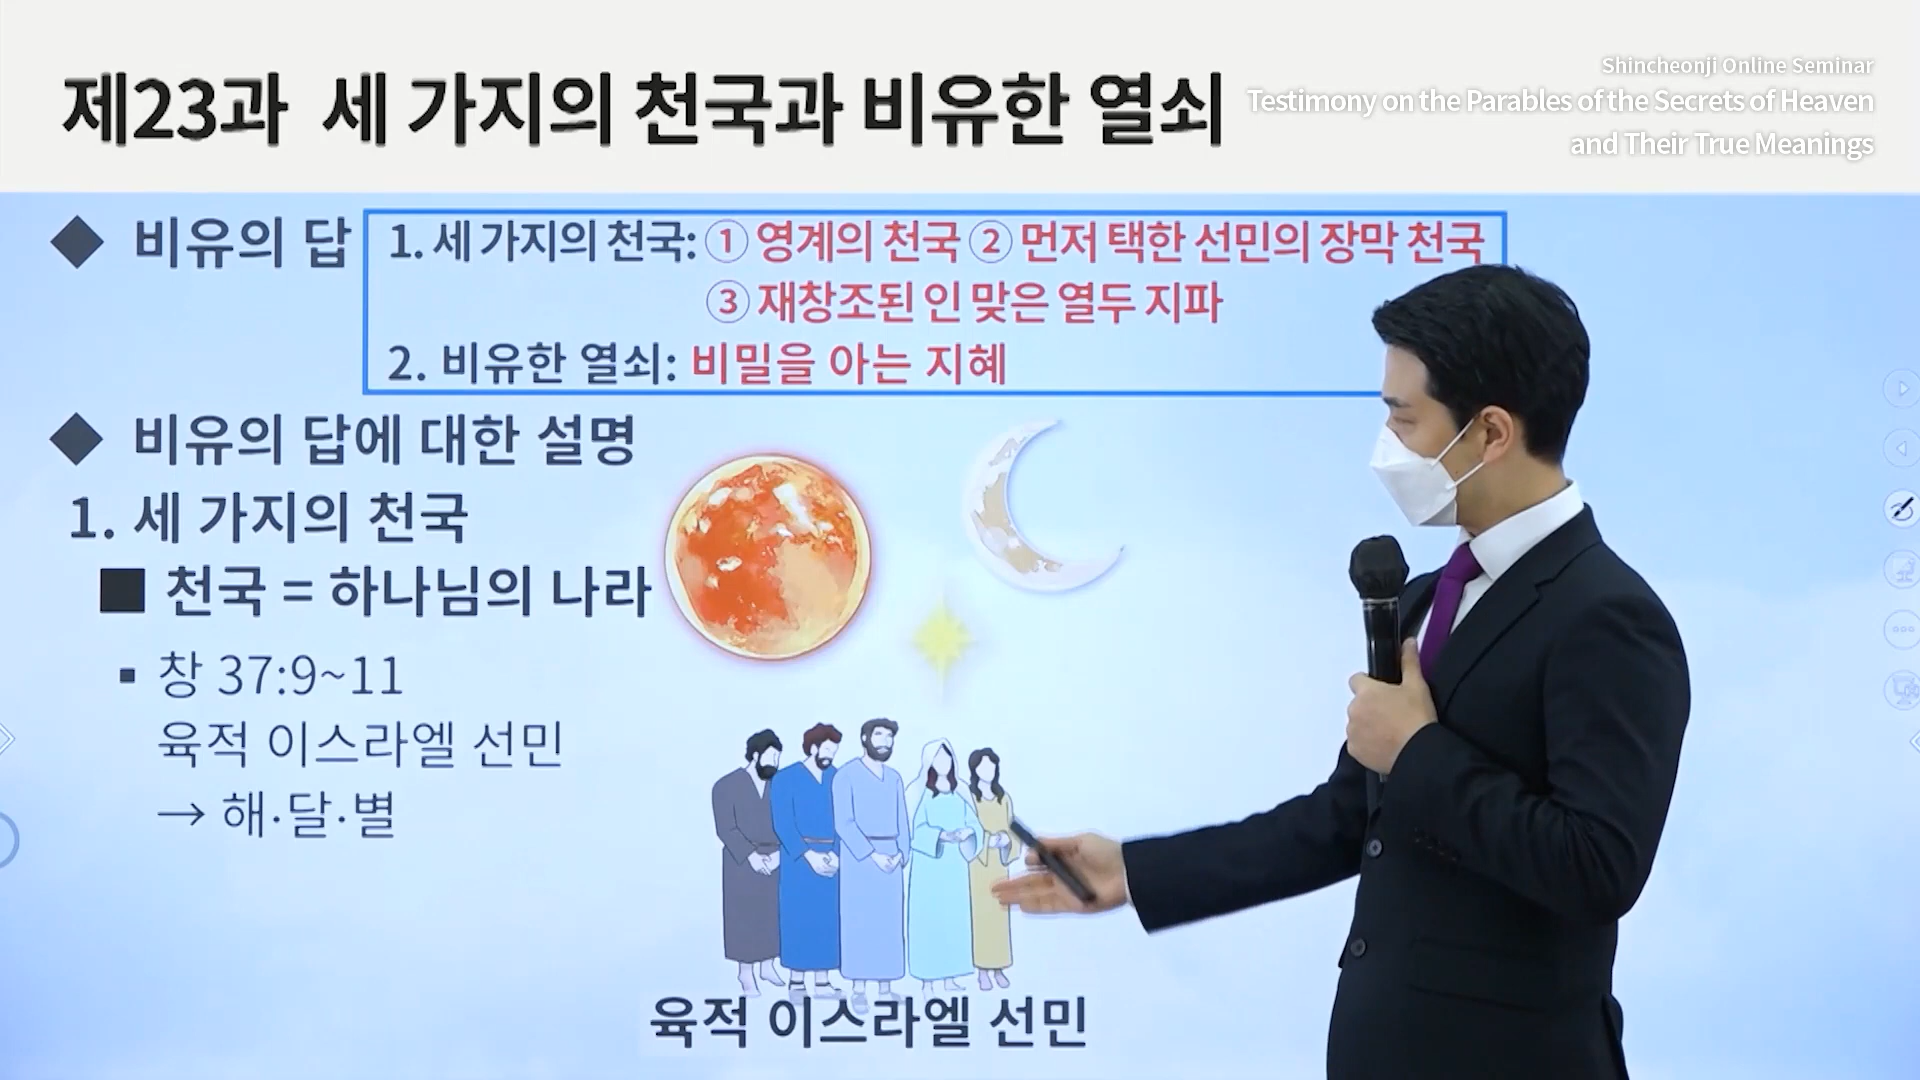 제23과 세 가지의 천국과 비유한 열쇠
Shincheonji Online Seminar
Testimony on the Parables of the Secrets of Heaven
and Their True Meanings
◆ 비유의 답
1. 세 가지의 천국: ① 영계의 천국 ② 먼저 택한 선민의 장막 천국
③ 재창조된 인 맞은 열두 지파
2. 비유한 열쇠: 비밀을 아는 지혜
◆ 비유의 답에 대한 설명
1. 세 가지의 천국
■ 천국 = 하나님의 나라
▪ 창 37:9~11
육적 이스라엘 선민
→ 해·달·별
육적 이스라엘 선민